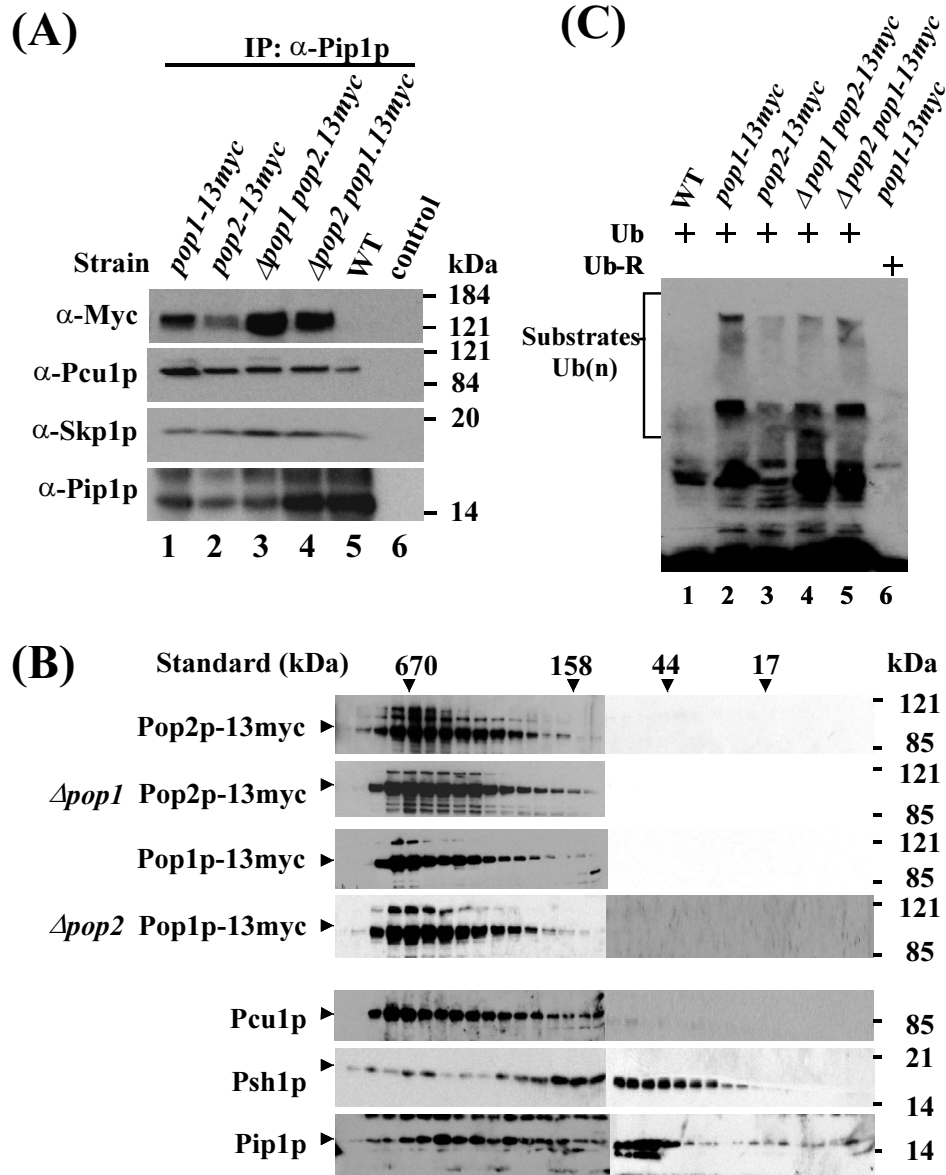 (A)
IP: α-Pip1p
pop1-13myc
pop2-13myc
Δpop1 pop2.13myc
Δpop2 pop1.13myc
WT
control
Strain
kDa
α-Myc
184
121
α-Pcu1p
121
84
α-Skp1p
20
α-Pip1p
14
1 2 3 4 5 6
(C)
WT
pop1-13myc
pop2-13myc
Δpop1 pop2-13myc
Δpop2 pop1-13myc
pop1-13myc
Ub + + + + +
Ub-R +
Substrates
Ub(n)
1 2 3 4 5 6
(B)
Standard (kDa) 670 158 44 17 kDa
Pop2p-13myc
121
85
Δpop1 Pop2p-13myc
121
85
Pop1p-13myc
121
85
Δpop2 Pop1p-13myc
121
85
Pcu1p
85
Psh1p
21
14
Pip1p
14